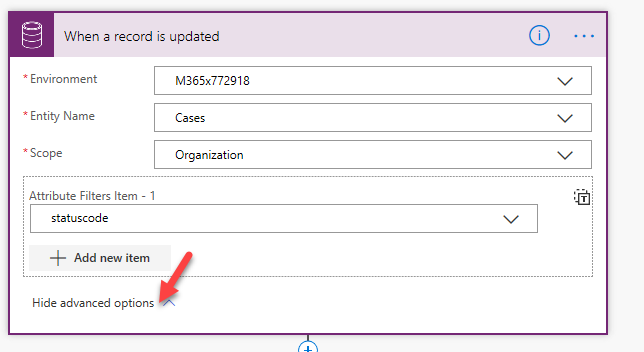 When a record is updated
* Environment
M365x772918
* Entity Name
Cases
* Scope
Organization
Attribute Filters Item - 1
statuscode
Add new item
Hide advanced options